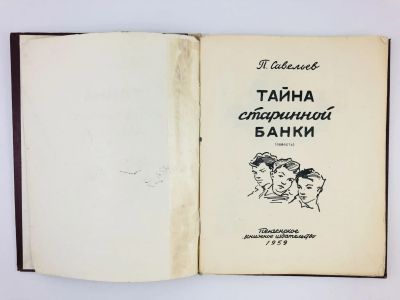 П. Савельев
ТАЙНА
старинной
БАНКИ
(повесть)
Пензенское
книжное издательство
1959